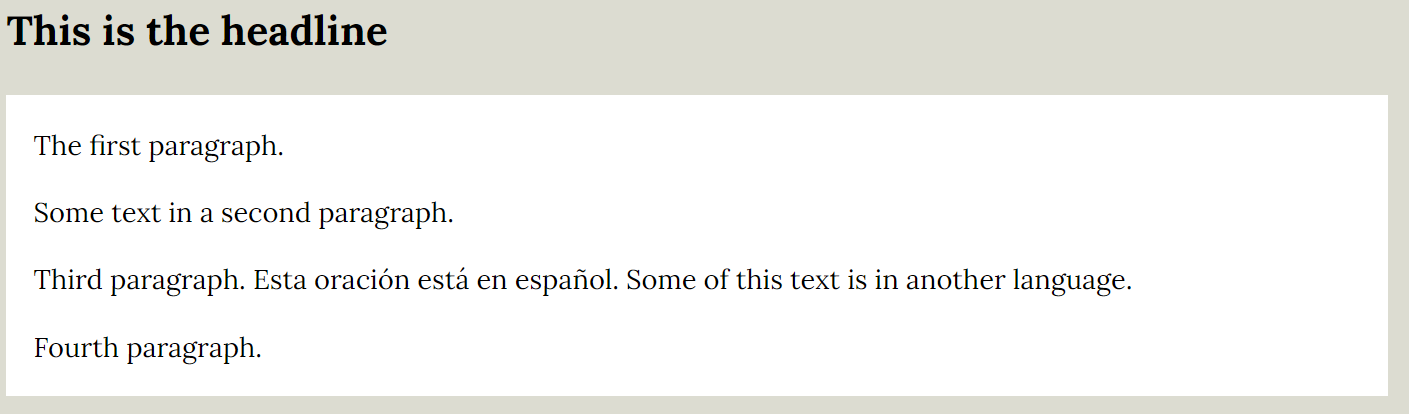 This is the headline
The first paragraph.
Some text in a second paragraph.
Third paragraph. Esta oración está en español. Some of this text is in another language.
Fourth paragraph.